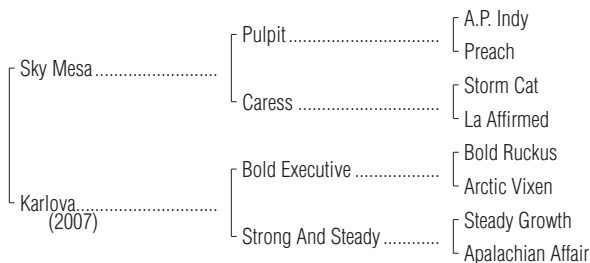 A.P. Indy
Pulpit........................................
Preach
Sky Mesa................................
Storm Cat
Caress .....................................
La Affirmed
Bold Ruckus
Bold Executive ......................
Arctic Vixen
Karlova.....................................
(2007)
Steady Growth
Strong And Steady...............
Apalachian Affair